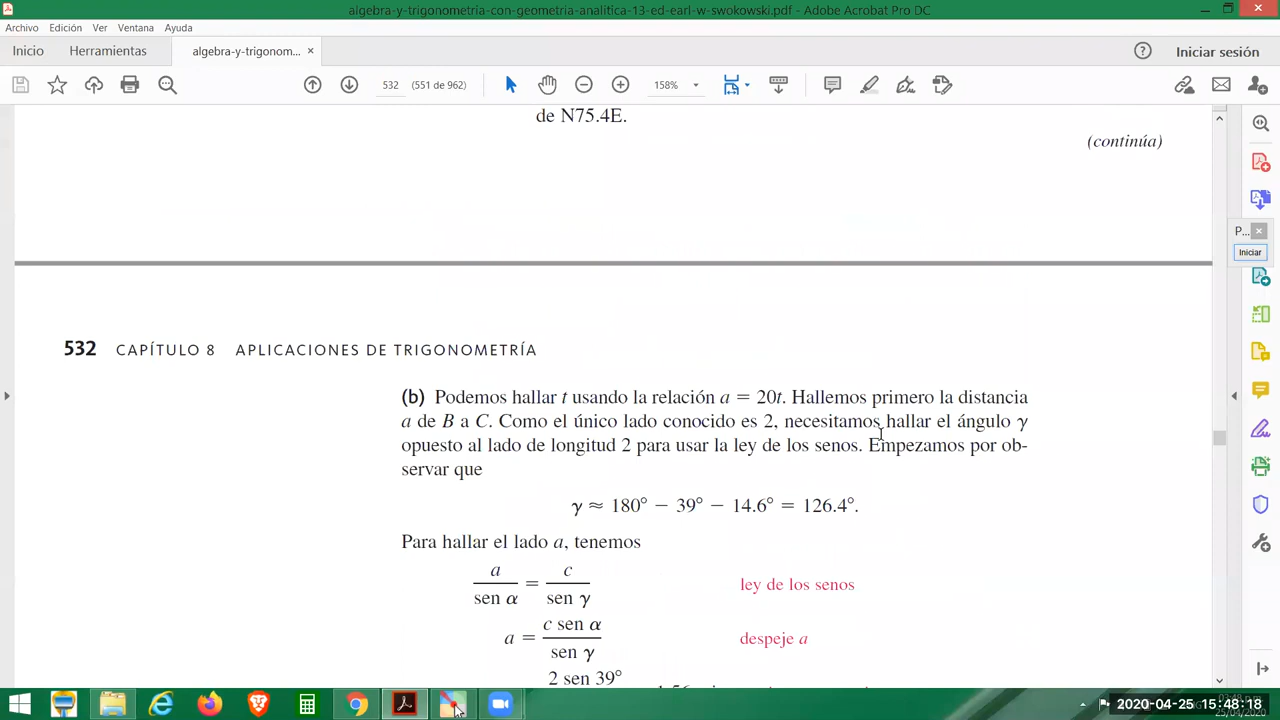 algebra-y-trigonometria-con-geometria-analitica-13-ed-earl-w-swokowski.pdf - Adobe Acrobat Pro DC
Archivo Edición Ver Ventana Ayuda
Inicio Herramientas algebra-y-trigonom... × Iniciar sesión
532 (551 de 962) 158%
de N75.4E.
(continúa)
P... ×
Iniciar
532 CAPÍTULO 8 APLICACIONES DE TRIGONOMETRÍA
(b) Podemos hallar t usando la relación a = 20t. Hallemos primero la distancia
a de B a C. Como el único lado conocido es 2, necesitamos hallar el ángulo γ
opuesto al lado de longitud 2 para usar la ley de los senos. Empezamos por ob-
servar que
γ ≈ 180° − 39° − 14.6° = 126.4°.
Para hallar el lado a, tenemos
a/sen α = c/sen γ ley de los senos
a = c sen α/sen γ despeje a
2 sen 39°
2020-04-25 15:48:18